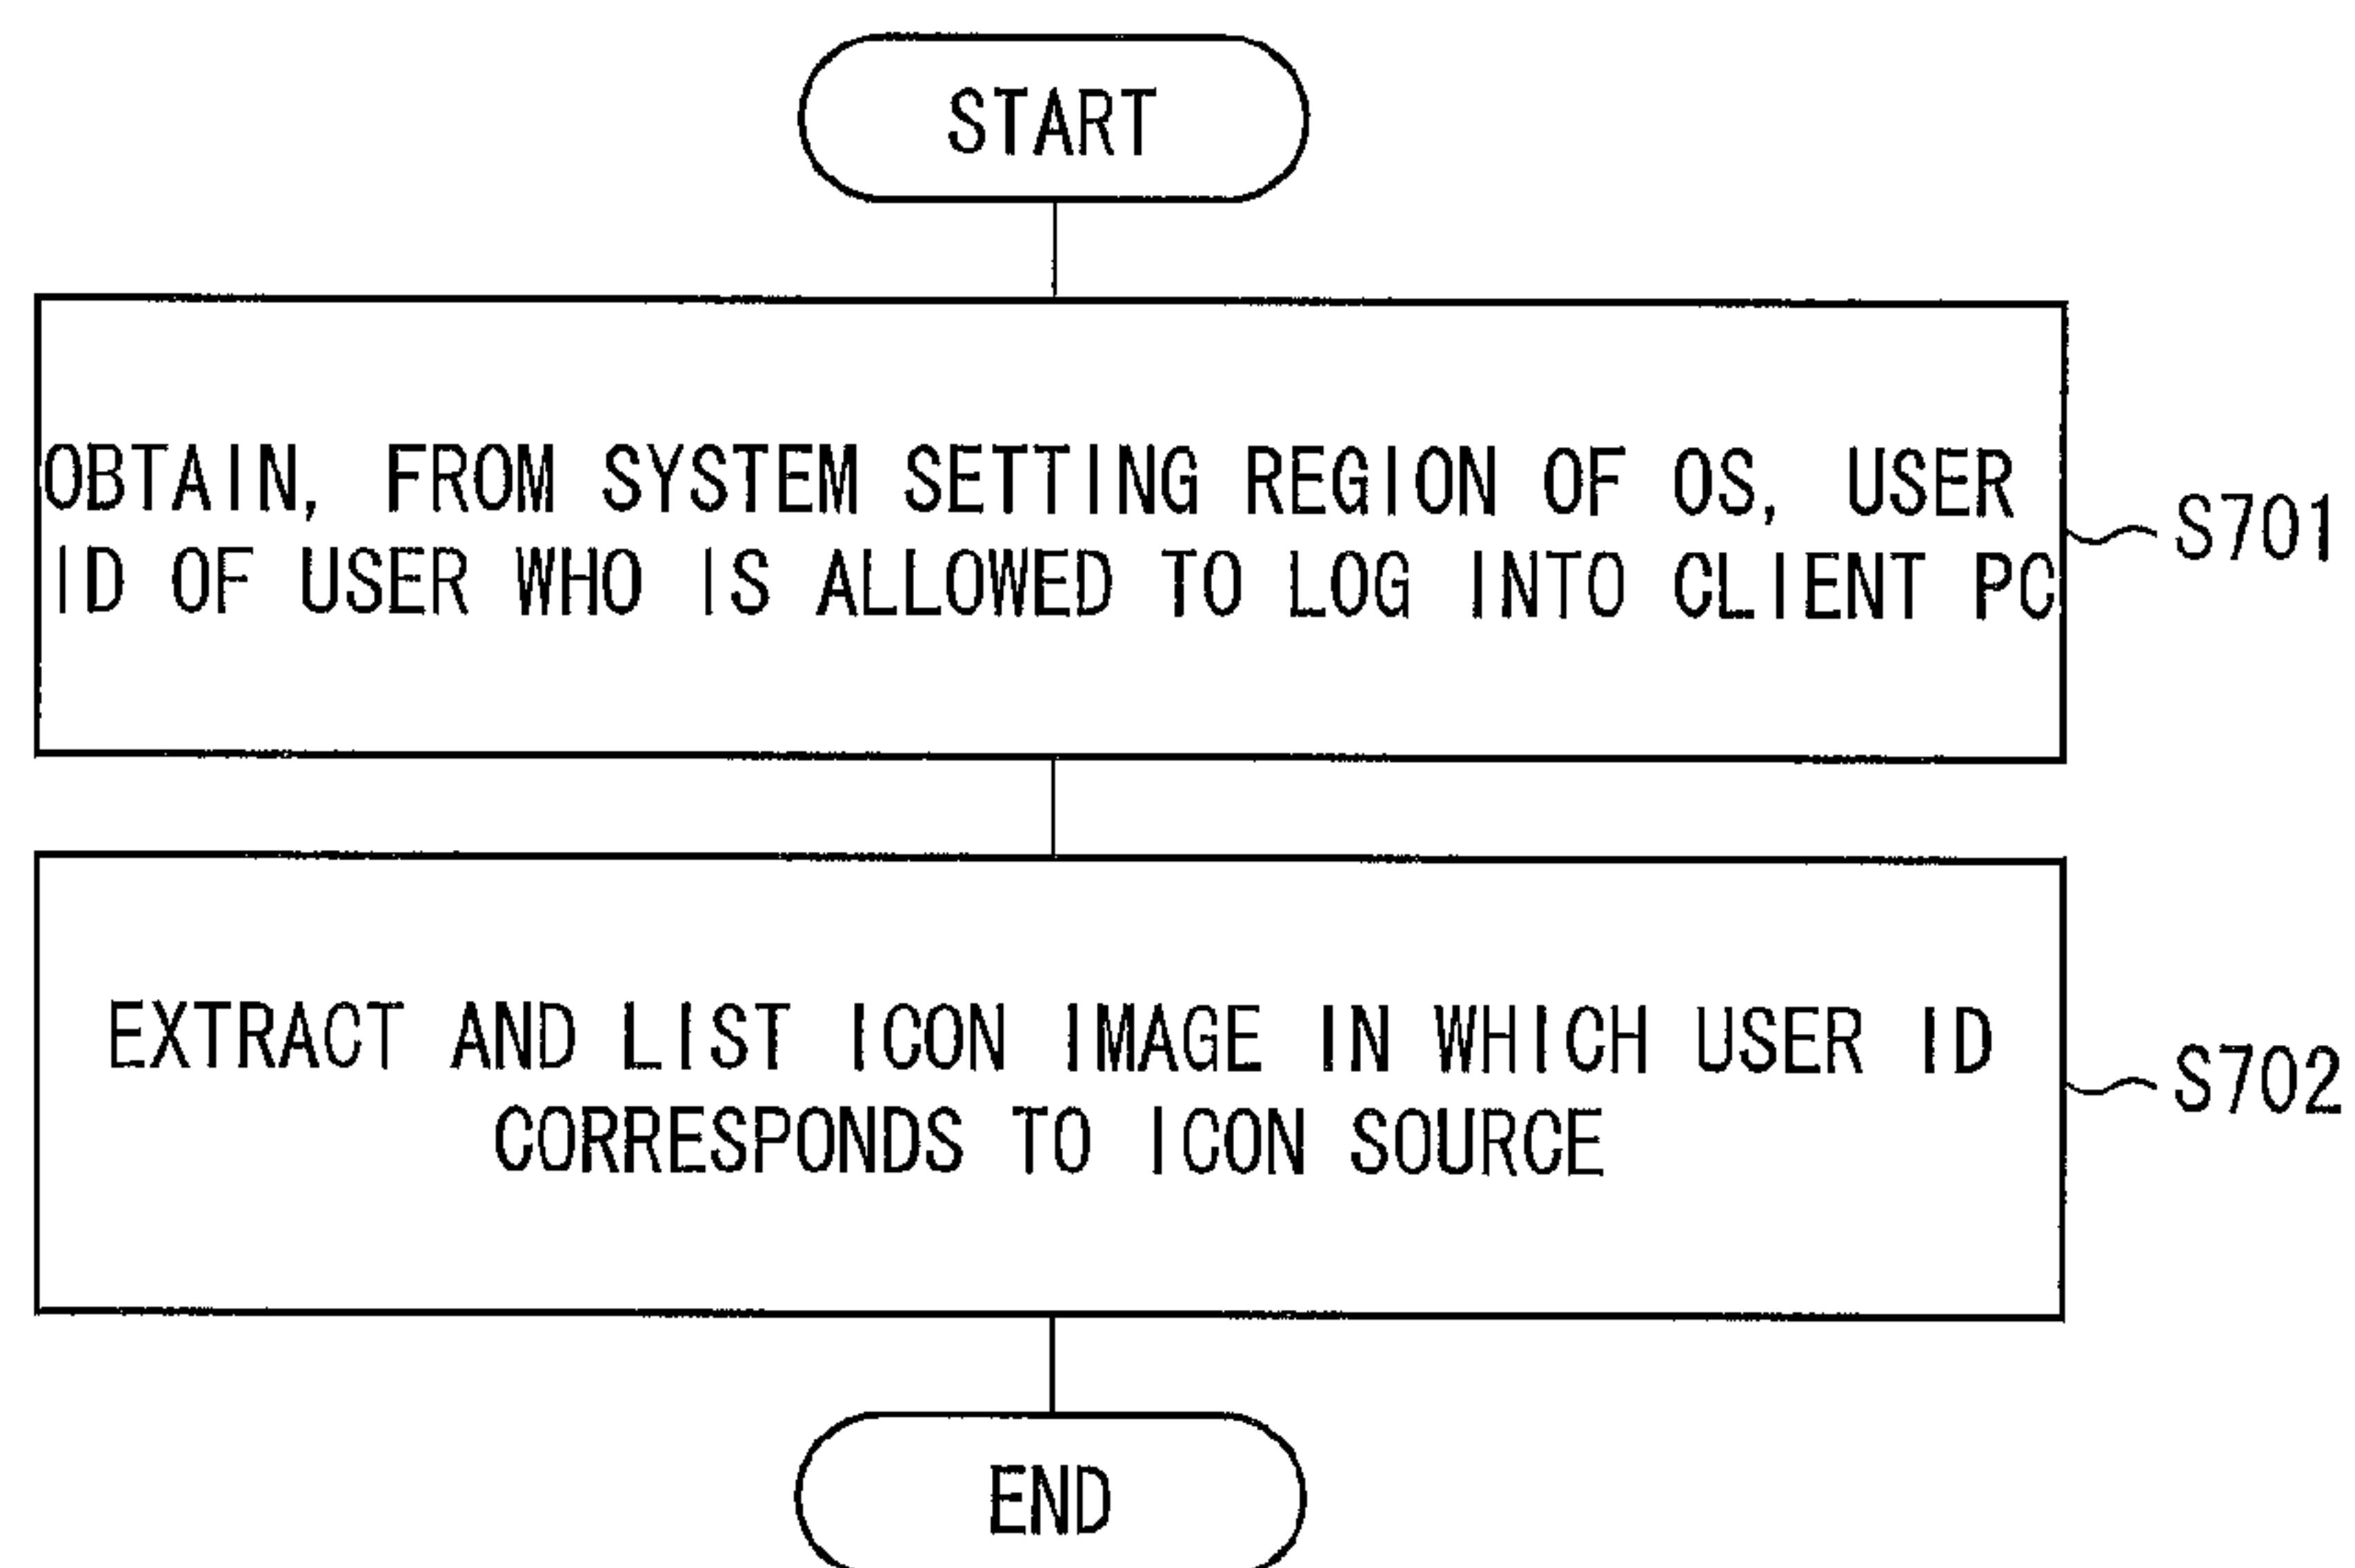 START
OBTAIN, FROM SYSTEM SETTING REGION OF OS, USER
ID OF USER WHO IS ALLOWED TO LOG INTO CLIENT PC
S701
EXTRACT AND LIST ICON IMAGE IN WHICH USER ID
CORRESPONDS TO ICON SOURCE
S702
END